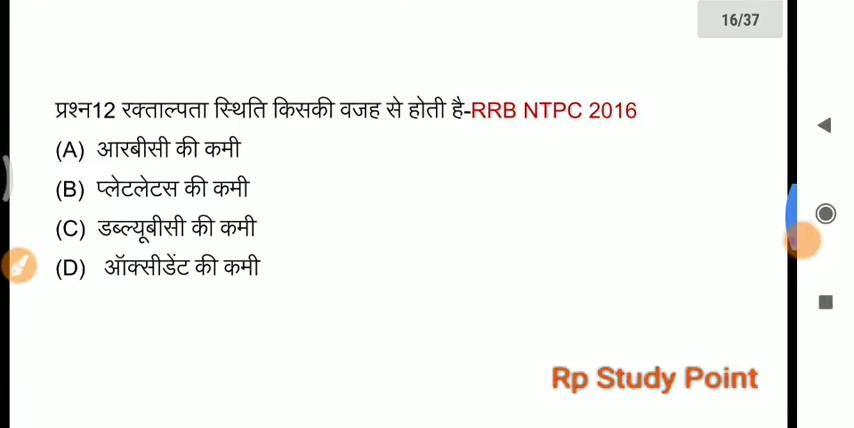 16/37
प्रश्न12 रक्ताल्पता स्थिति किसकी वजह से होती है-RRB NTPC 2016
(A) आरबीसी की कमी
(B) प्लेटलेटस की कमी
(C) डब्ल्यूबीसी की कमी
(D) ऑक्सीडेंट की कमी
Rp Study Point